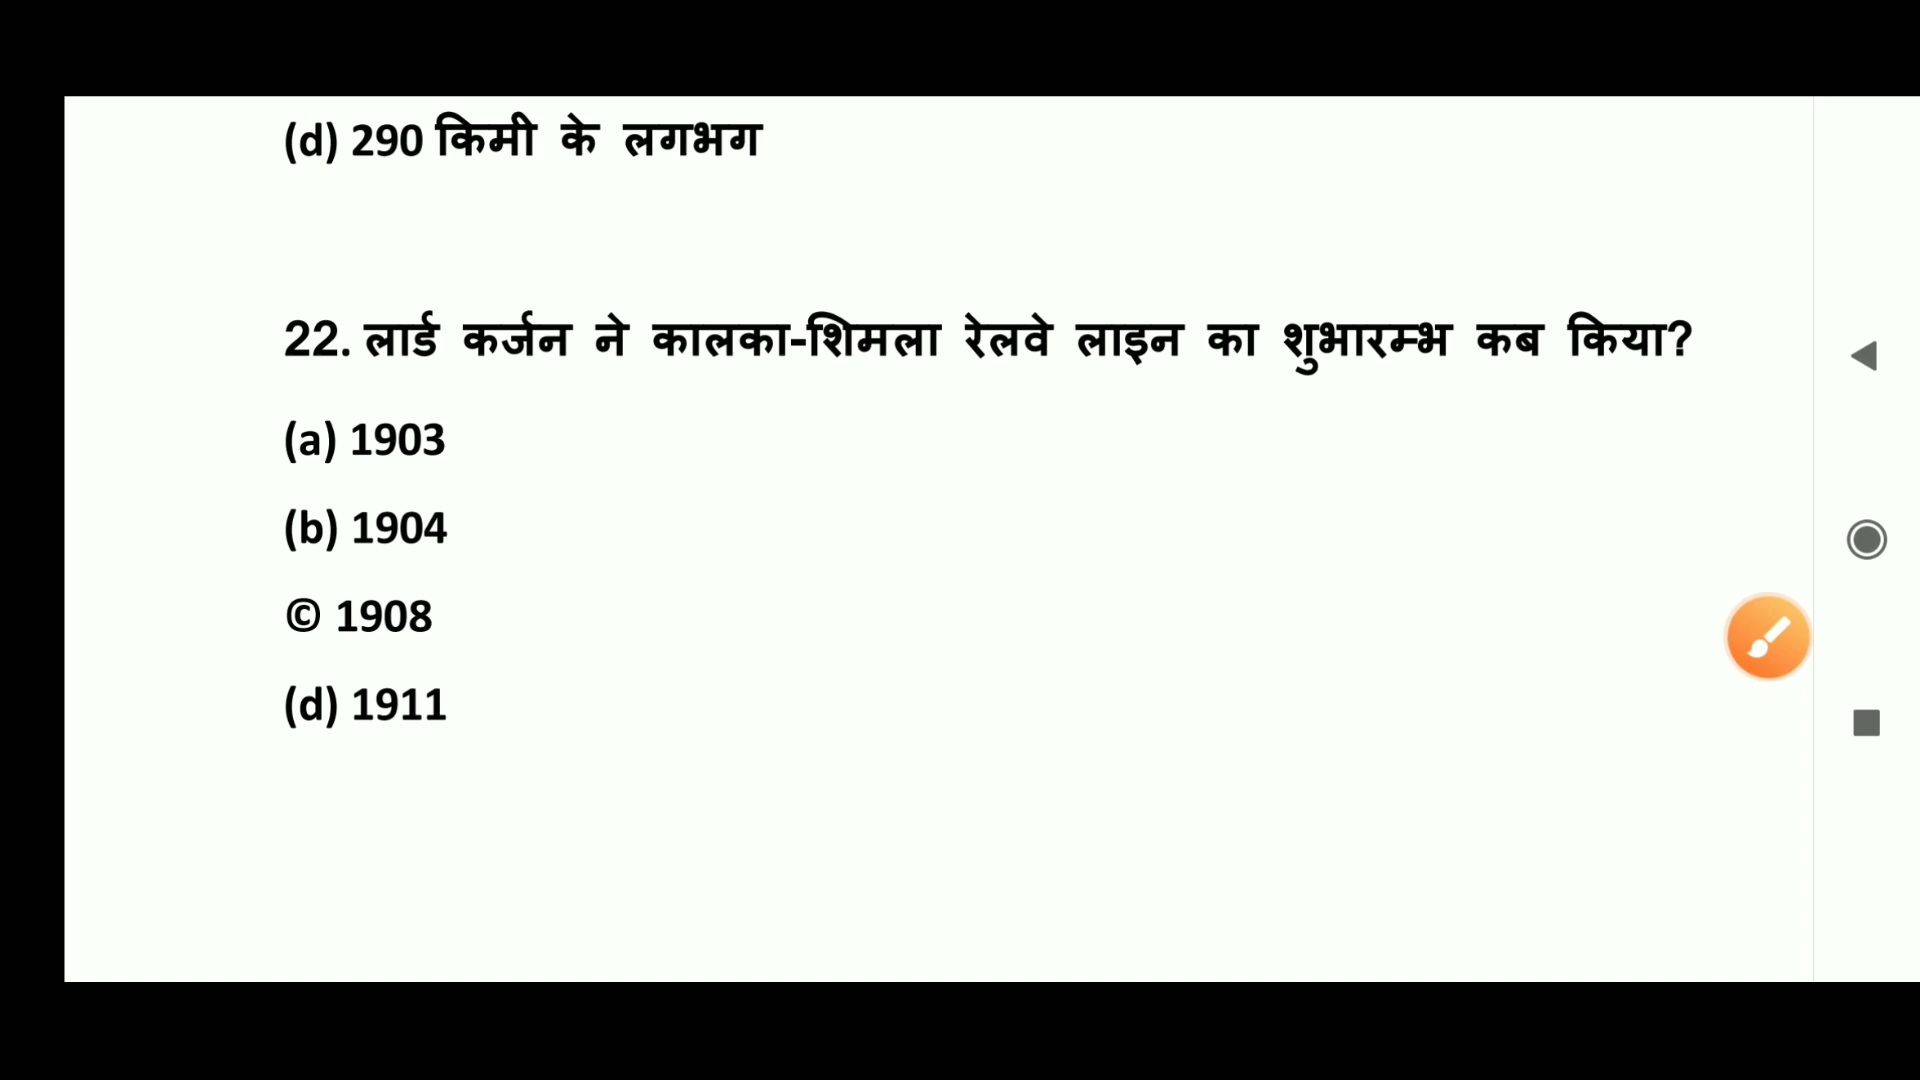 (d) 290 किमी के लगभग
22. लार्ड कर्जन ने कालका-शिमला रेलवे लाइन का शुभारम्भ कब किया?
(a) 1903
(b) 1904
© 1908
(d) 1911